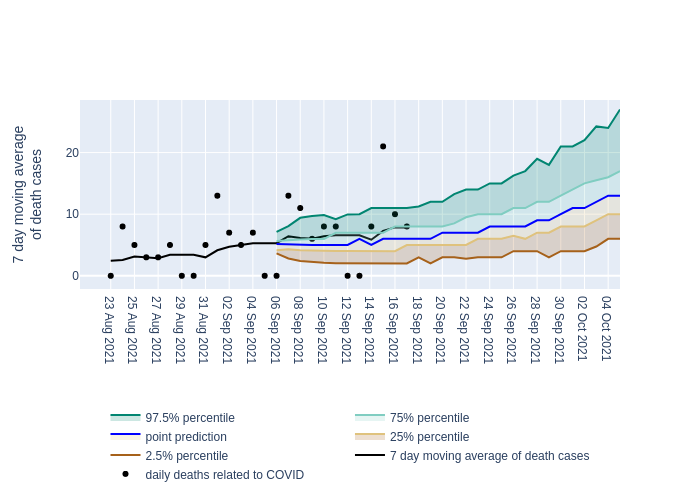 7 day moving average
of death cases
20
10
0
23 Aug 2021
25 Aug 2021
27 Aug 2021
29 Aug 2021
31 Aug 2021
02 Sep 2021
04 Sep 2021
06 Sep 2021
08 Sep 2021
10 Sep 2021
12 Sep 2021
14 Sep 2021
16 Sep 2021
18 Sep 2021
20 Sep 2021
22 Sep 2021
24 Sep 2021
26 Sep 2021
28 Sep 2021
30 Sep 2021
02 Oct 2021
04 Oct 2021
97.5% percentile
75% percentile
point prediction
25% percentile
2.5% percentile
7 day moving average of death cases
daily deaths related to COVID